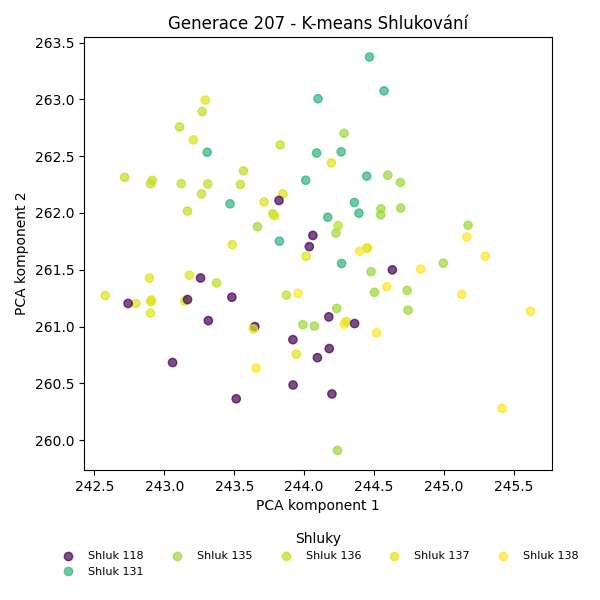 Generace 207 - K-means Shlukování
263.5
263.0
262.5
262.0
261.5
261.0
260.5
260.0
PCA komponent 2
242.5 243.0 243.5 244.0 244.5 245.0 245.5
PCA komponent 1
Shluky
Shluk 118 Shluk 135 Shluk 136 Shluk 137 Shluk 138
Shluk 131